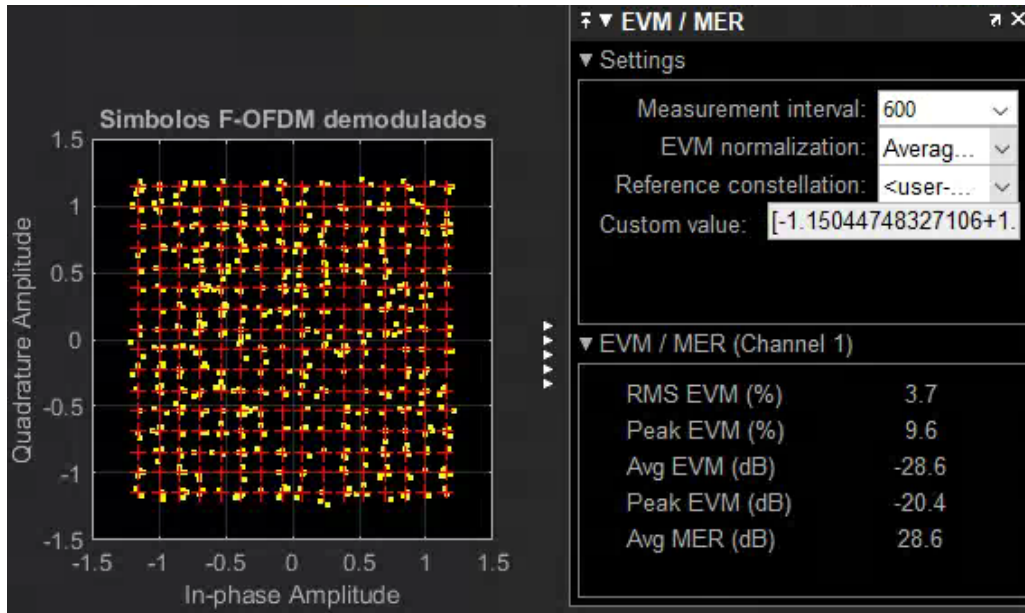 EVM / MER
Settings
Measurement interval: 600
EVM normalization: Averag...
Reference constellation: <user-...
Custom value: [-1.15044748327106+1.
EVM / MER (Channel 1)
RMS EVM (%) 3.7
Peak EVM (%) 9.6
Avg EVM (dB) -28.6
Peak EVM (dB) -20.4
Avg MER (dB) 28.6
Simbolos F-OFDM demodulados
Quadrature Amplitude
1.5
1
0.5
0
-0.5
-1
-1.5
-1.5 -1 -0.5 0 0.5 1 1.5
In-phase Amplitude